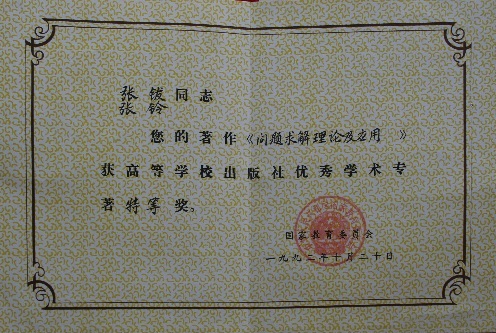 张钹同志
张铃
您的著作《问题求解理论及应用》
获高等学校出版社优秀学术专
著特等奖。
国家教育委员会
一九九二年十月二十日